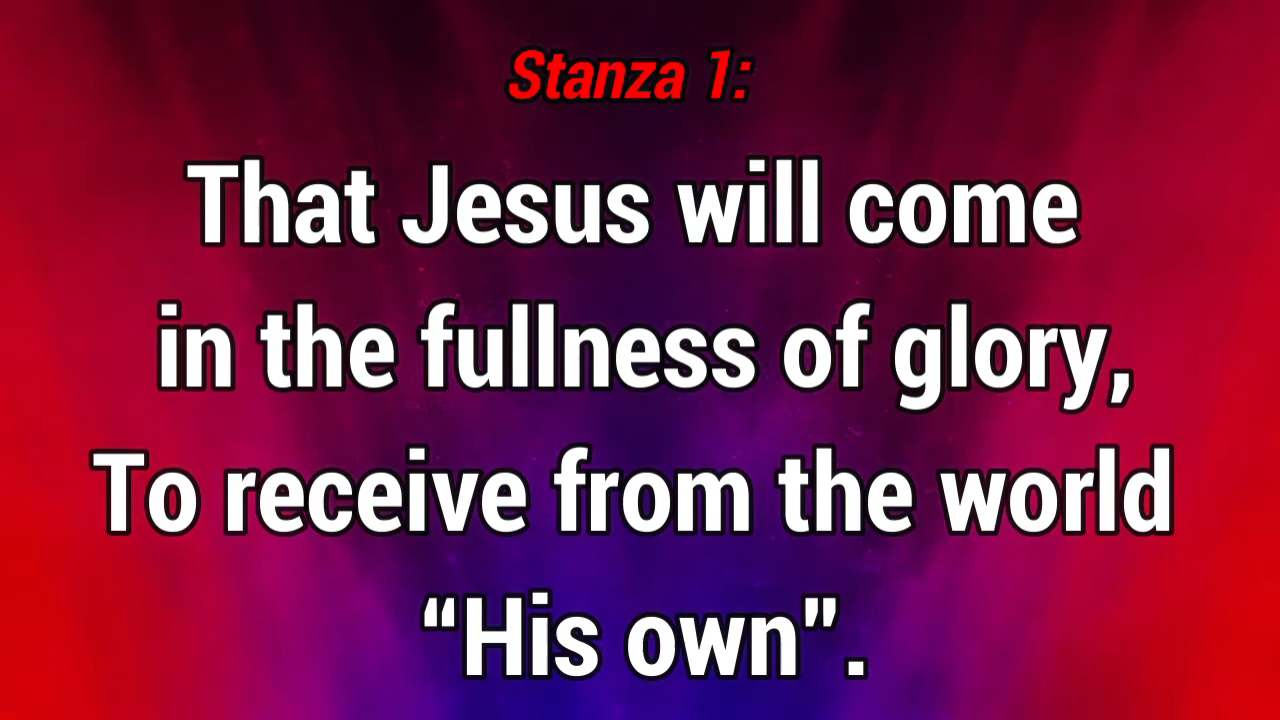 Stanza 1:
That Jesus will come
in the fullness of glory,
To receive from the world
“His own”.